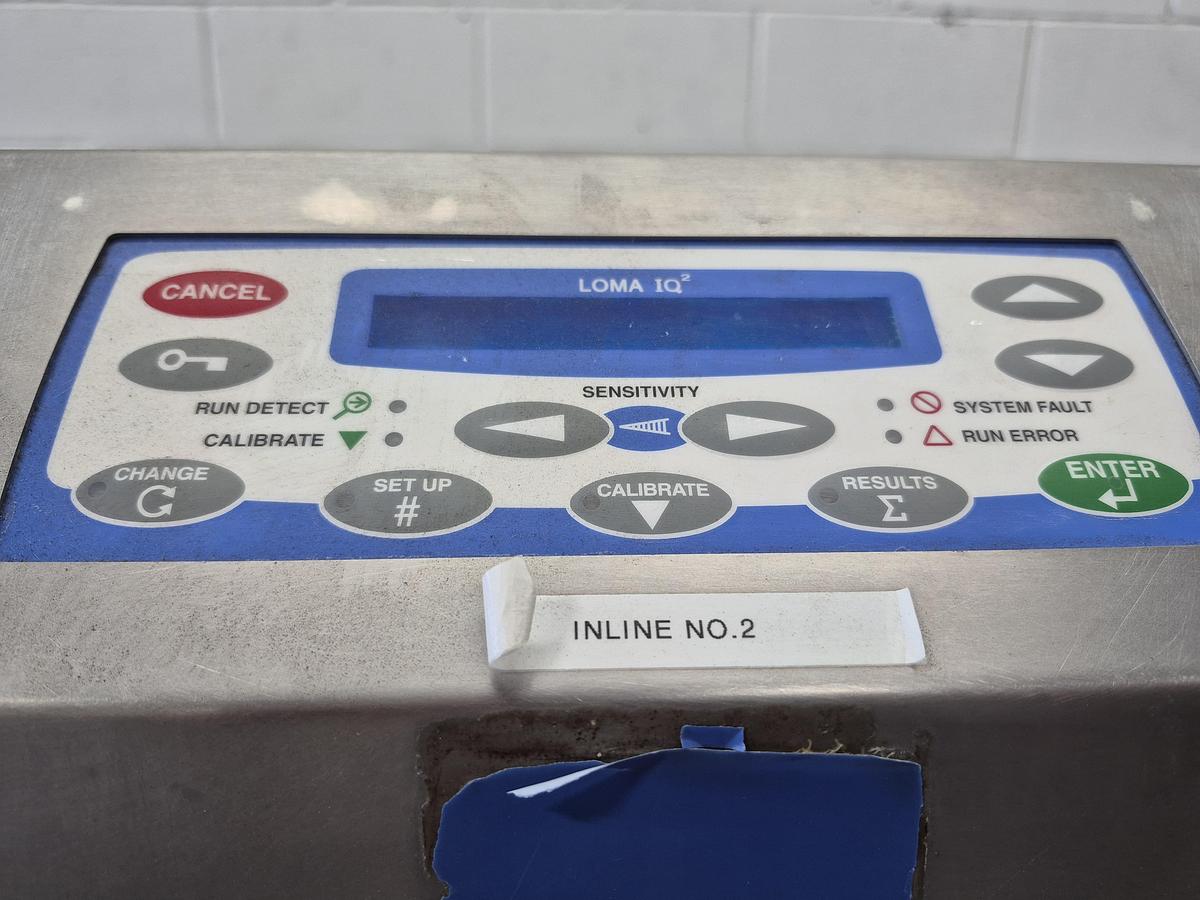 LOMA IQ²
CANCEL
SENSITIVITY
RUN DETECT
CALIBRATE
SYSTEM FAULT
RUN ERROR
CHANGE
SET UP
#
CALIBRATE
RESULTS
Σ
ENTER
INLINE NO.2